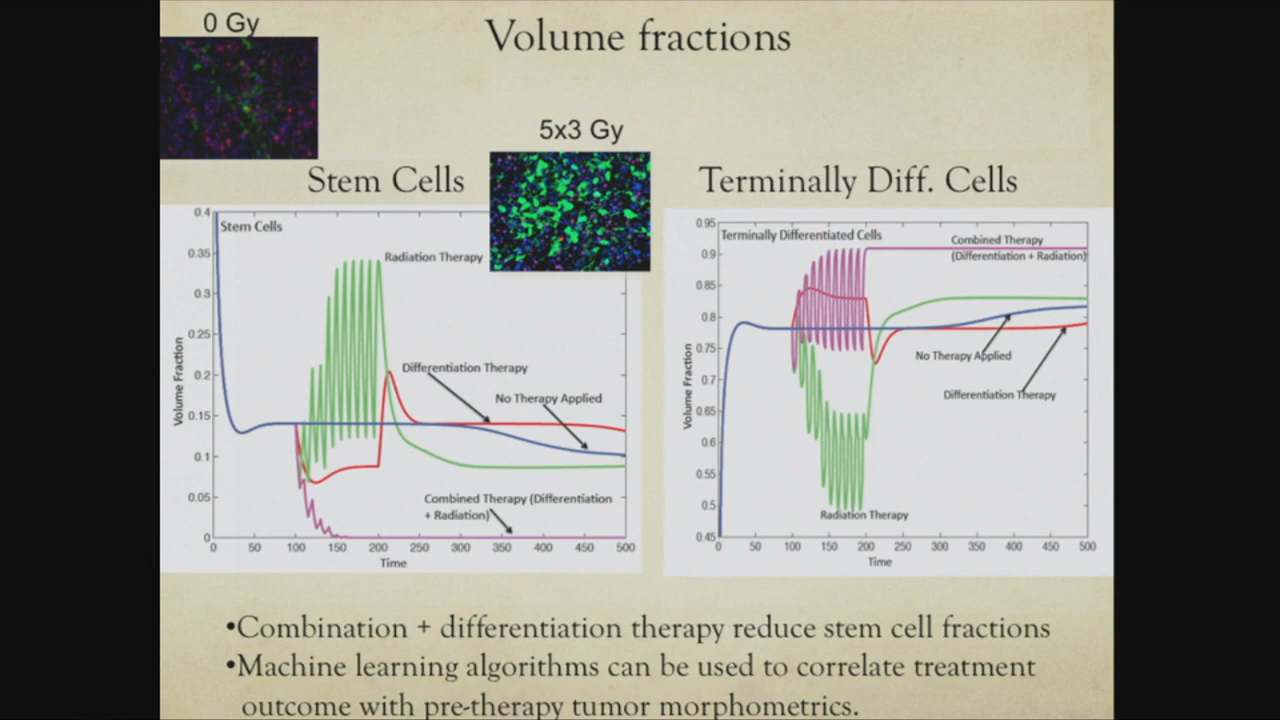 0 Gy
Volume fractions
5x3 Gy
Stem Cells
Terminally Diff. Cells
Stem Cells
Radiation Therapy
Differentiation Therapy
No Therapy Applied
Combined Therapy (Differentiation
+ Radiation)
Volume Fraction
0.4
0.35
0.3
0.25
0.2
0.15
0.1
0.05
0
0 50 100 150 200 250 300 350 400 450 500
Time
Terminally Differentiated Cells
Combined Therapy
(Differentiation + Radiation)
No Therapy Applied
Differentiation Therapy
Radiation Therapy
Volume Fraction
0.95
0.9
0.85
0.8
0.75
0.7
0.65
0.6
0.55
0.5
0.45
0 50 100 150 200 250 300 350 400 450 500
Time
•Combination + differentiation therapy reduce stem cell fractions
•Machine learning algorithms can be used to correlate treatment
outcome with pre-therapy tumor morphometrics.